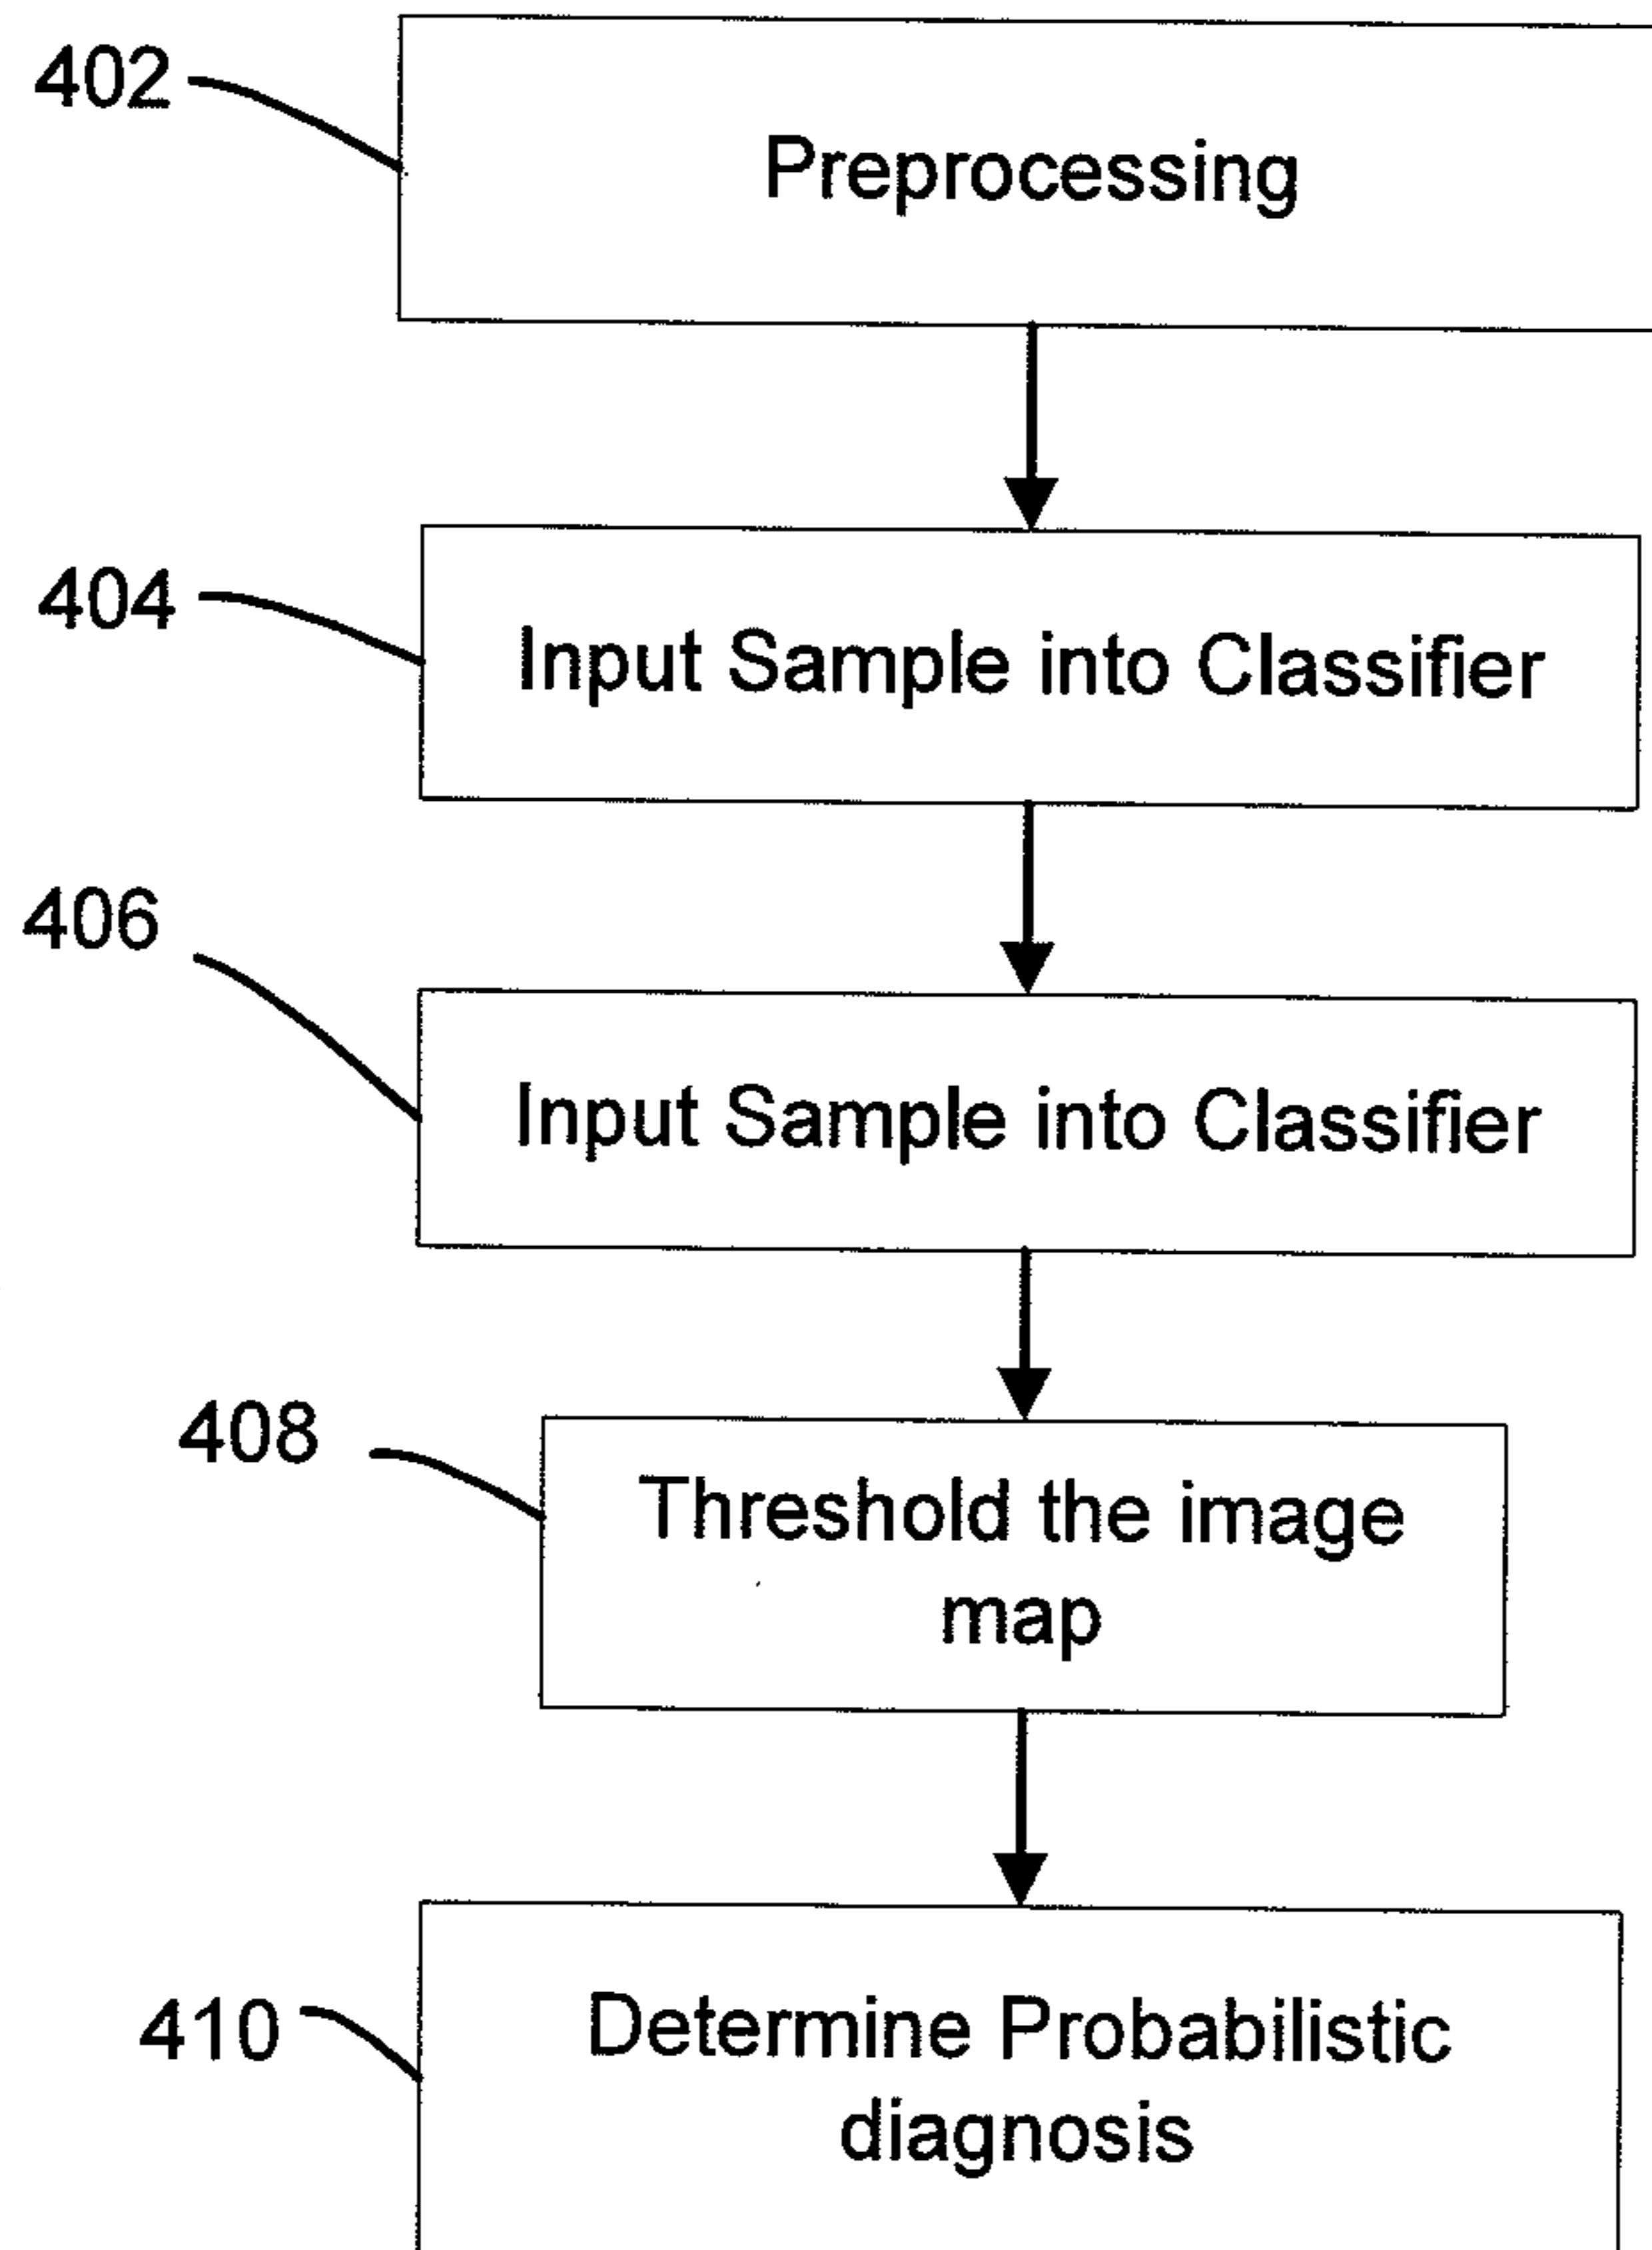 402
Preprocessing
404
Input Sample into Classifier
406
Input Sample into Classifier
408
Threshold the image
map
410
Determine Probabilistic
diagnosis